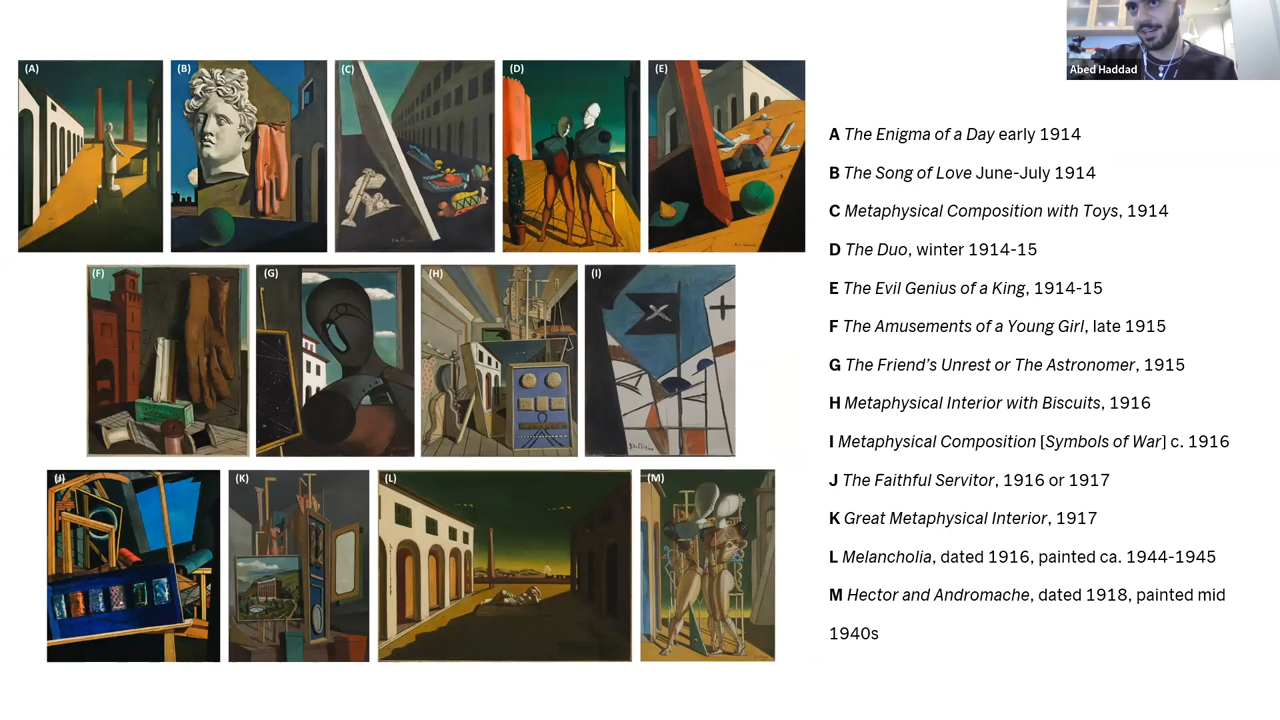 Abed Haddad
(A)
(B)
(C)
(D)
(E)
(F)
(G)
(H)
(I)
(J)
(K)
(L)
(M)
A The Enigma of a Day early 1914
B The Song of Love June-July 1914
C Metaphysical Composition with Toys, 1914
D The Duo, winter 1914-15
E The Evil Genius of a King, 1914-15
F The Amusements of a Young Girl, late 1915
G The Friend’s Unrest or The Astronomer, 1915
H Metaphysical Interior with Biscuits, 1916
I Metaphysical Composition [Symbols of War] c. 1916
J The Faithful Servitor, 1916 or 1917
K Great Metaphysical Interior, 1917
L Melancholia, dated 1916, painted ca. 1944-1945
M Hector and Andromache, dated 1918, painted mid
1940s